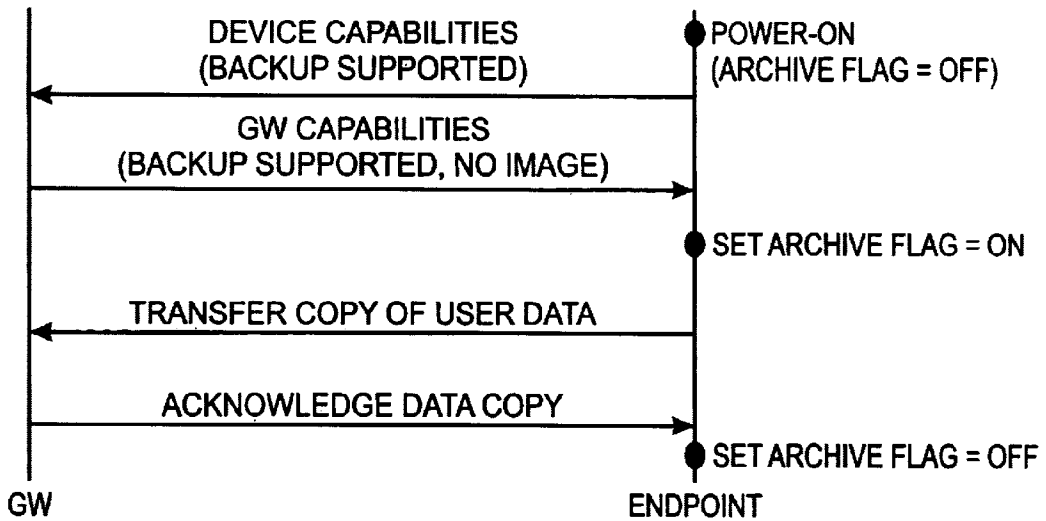 DEVICE CAPABILITIES
(BACKUP SUPPORTED)
POWER-ON
(ARCHIVE FLAG = OFF)
GW CAPABILITIES
(BACKUP SUPPORTED, NO IMAGE)
SET ARCHIVE FLAG = ON
TRANSFER COPY OF USER DATA
ACKNOWLEDGE DATA COPY
SET ARCHIVE FLAG = OFF
GW
ENDPOINT